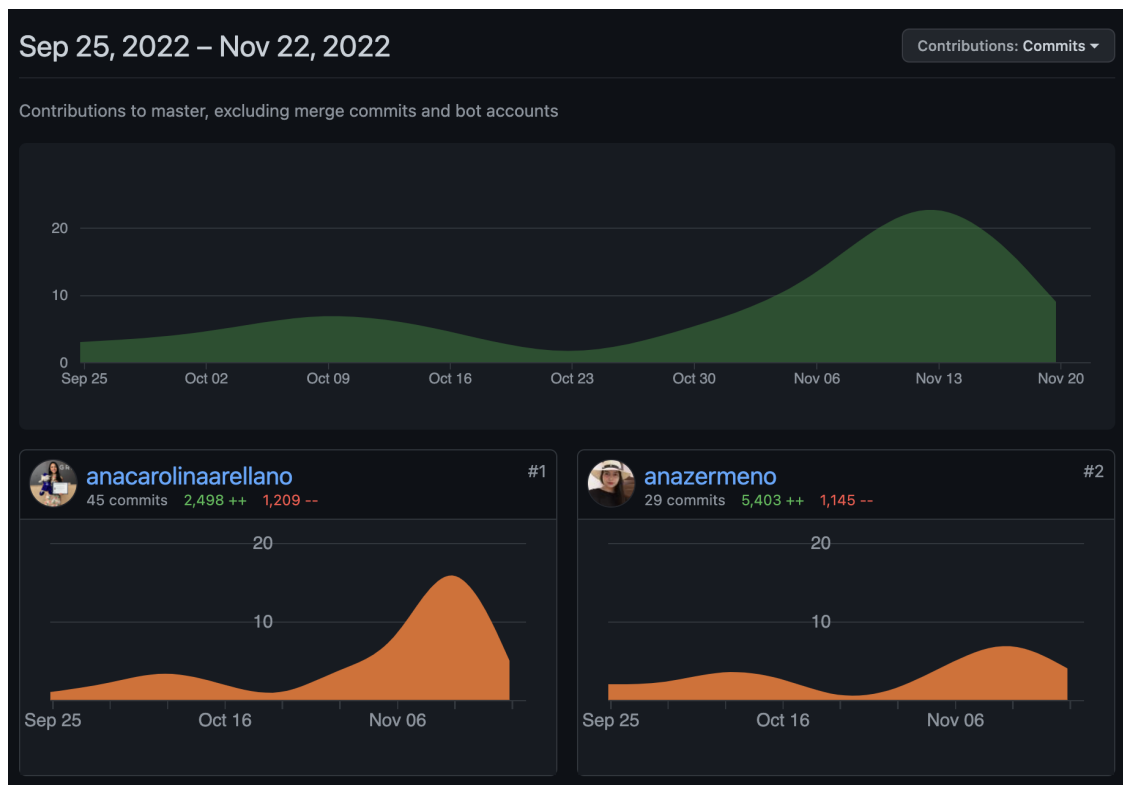 Sep 25, 2022 – Nov 22, 2022
Contributions: Commits
Contributions to master, excluding merge commits and bot accounts
20
10
0
Sep 25 Oct 02 Oct 09 Oct 16 Oct 23 Oct 30 Nov 06 Nov 13 Nov 20
anacarolinaarellano #1
45 commits 2,498 ++ 1,209 --
20
10
Sep 25 Oct 16 Nov 06
anazermeno #2
29 commits 5,403 ++ 1,145 --
20
10
Sep 25 Oct 16 Nov 06